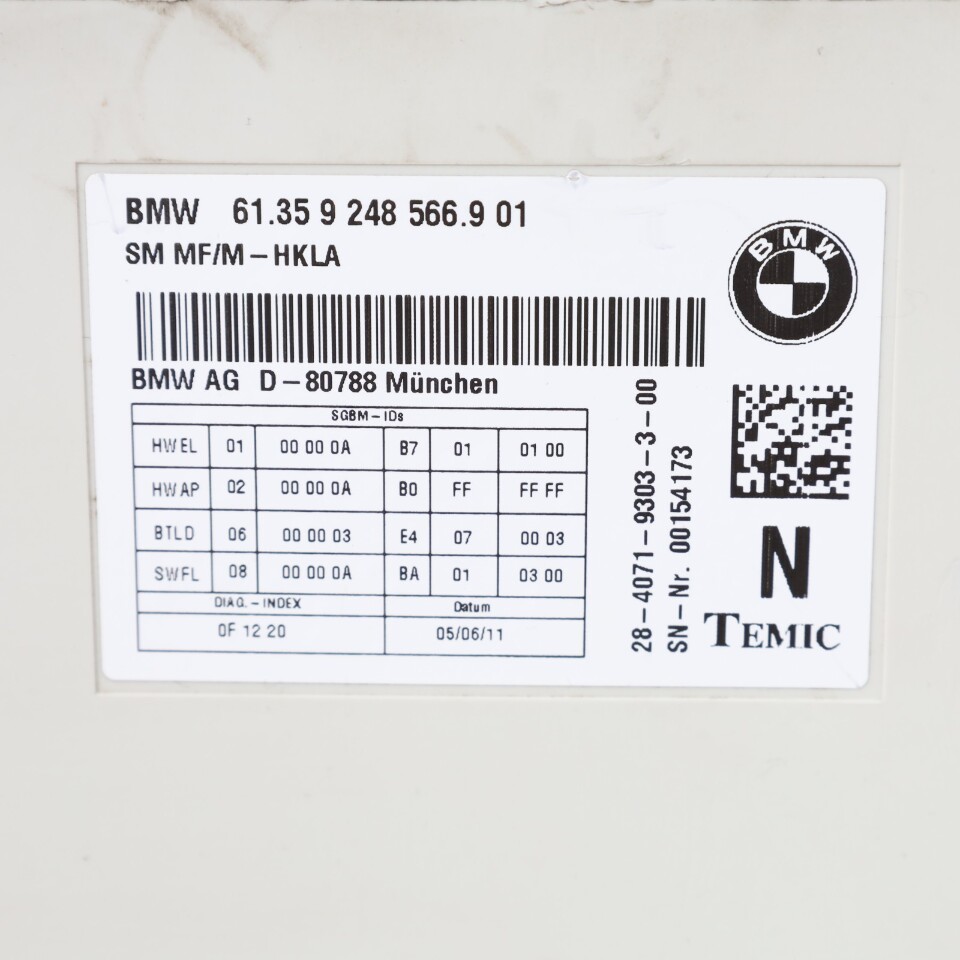 BMW 61.35 9 248 566.9 01
SM MF/M-HKLA
BMW
BMW AG D-80788 München
SGBM-IDs
HWEL 01 00 00 0A B7 01 01 00
HWAP 02 00 00 0A B0 FF FF FF
BTLD 06 00 00 03 E4 07 00 03
SWFL 08 00 00 0A BA 01 03 00
DIAG.-INDEX Datum
0F 12 20 05/06/11
28-4071-9303-3-00
SN-Nr. 00154173
N
TEMIC